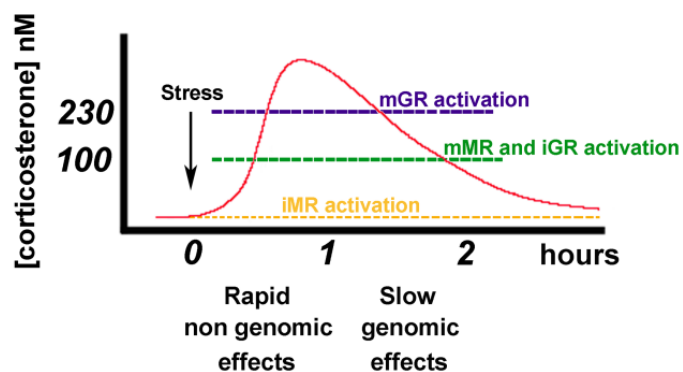 [corticosterone] nM
Stress
230
mGR activation
100
mMR and iGR activation
iMR activation
0 1 2 hours
Rapid
non genomic
effects
Slow
genomic
effects